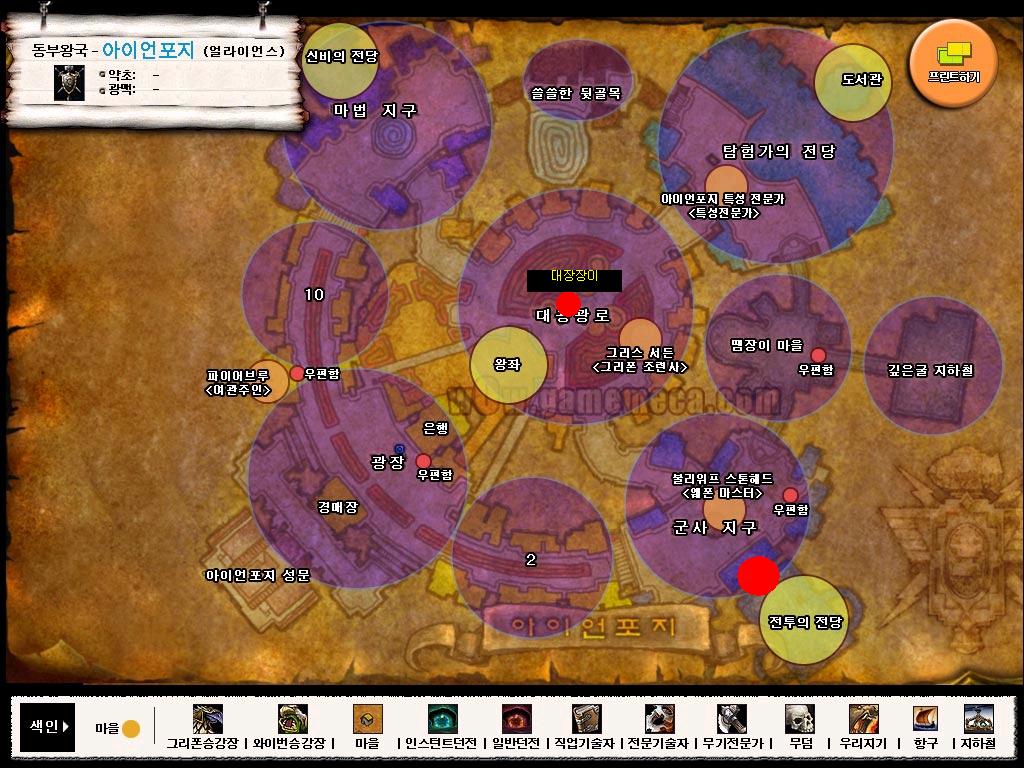 동부왕국 - 아이언포지 (얼라이언스)
약초: -
광맥: -
신비의 전당
마법 지구
쓸쓸한 뒷골목
도서관
프린트하기
탐험가의 전당
아이언포지 특성 전문가
<특성전문가>
10
대장장이
대용광로
왕좌
그리스 서든
<그리폰 조련사>
땜장이 마을
우편함
깊은굴 지하철
파이어브루
<여관주인>
우편함
은행
광장
우편함
경매장
불리위프 스톤헤드
<웨폰 마스터>
우편함
군사 지구
2
아이언포지 성문
전투의 전당
아이언포지
wow.gamemeca.com
색인
마을
그리폰승강장 | 와이번승강장 | 마을 | 인스턴트던전 | 일반던전 | 직업기술자 | 전문기술자 | 무기전문가 | 무덤 | 우리지기 | 항구 | 지하철